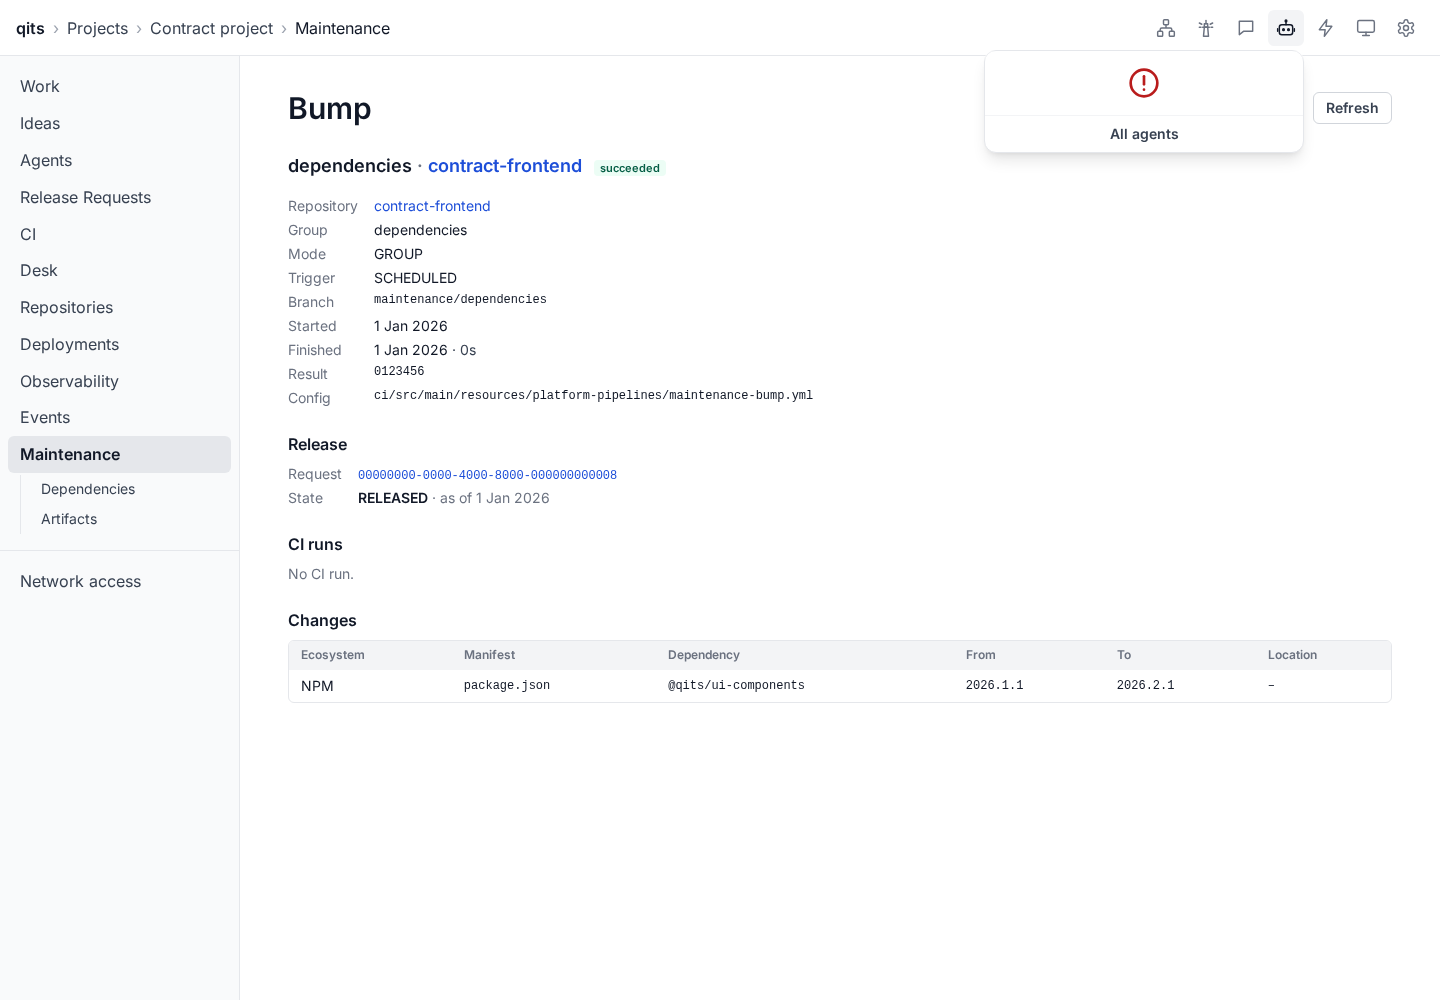 qits › Projects › Contract project › Maintenance
All agents
Work
Ideas
Agents
Release Requests
CI
Desk
Repositories
Deployments
Observability
Events
Maintenance
Dependencies
Artifacts
Network access
Bump
Refresh
dependencies · contract-frontend succeeded
Repository contract-frontend
Group dependencies
Mode GROUP
Trigger SCHEDULED
Branch maintenance/dependencies
Started 1 Jan 2026
Finished 1 Jan 2026 · 0s
Result 0123456
Config ci/src/main/resources/platform-pipelines/maintenance-bump.yml
Release
Request 00000000-0000-4000-8000-000000000008
State RELEASED · as of 1 Jan 2026
CI runs
No CI run.
Changes
Ecosystem Manifest Dependency From To Location
NPM package.json @qits/ui-components 2026.1.1 2026.2.1 –